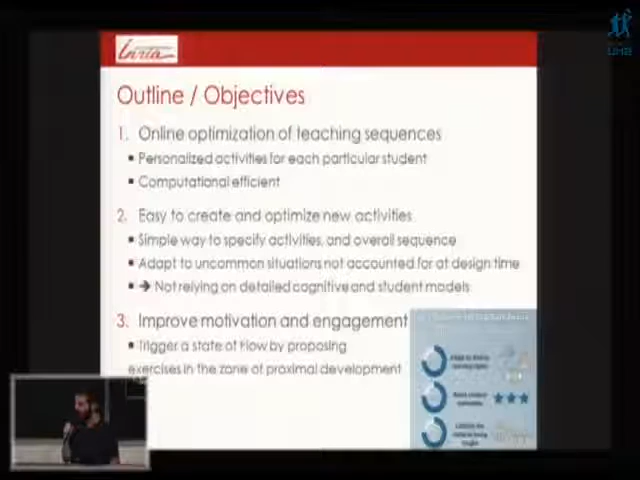 Inria
Outline / Objectives
1. Online optimization of teaching sequences
▪ Personalized activities for each particular student
▪ Computational efficient
2. Easy to create and optimize new activities
▪ Simple way to specify activities, and overall sequence
▪ Adapt to uncommon situations not accounted for at design time
▪ → Not relying on detailed cognitive and student models
3. Improve motivation and engagement
▪ Trigger a state of Flow by proposing
exercises in the zone of proximal development